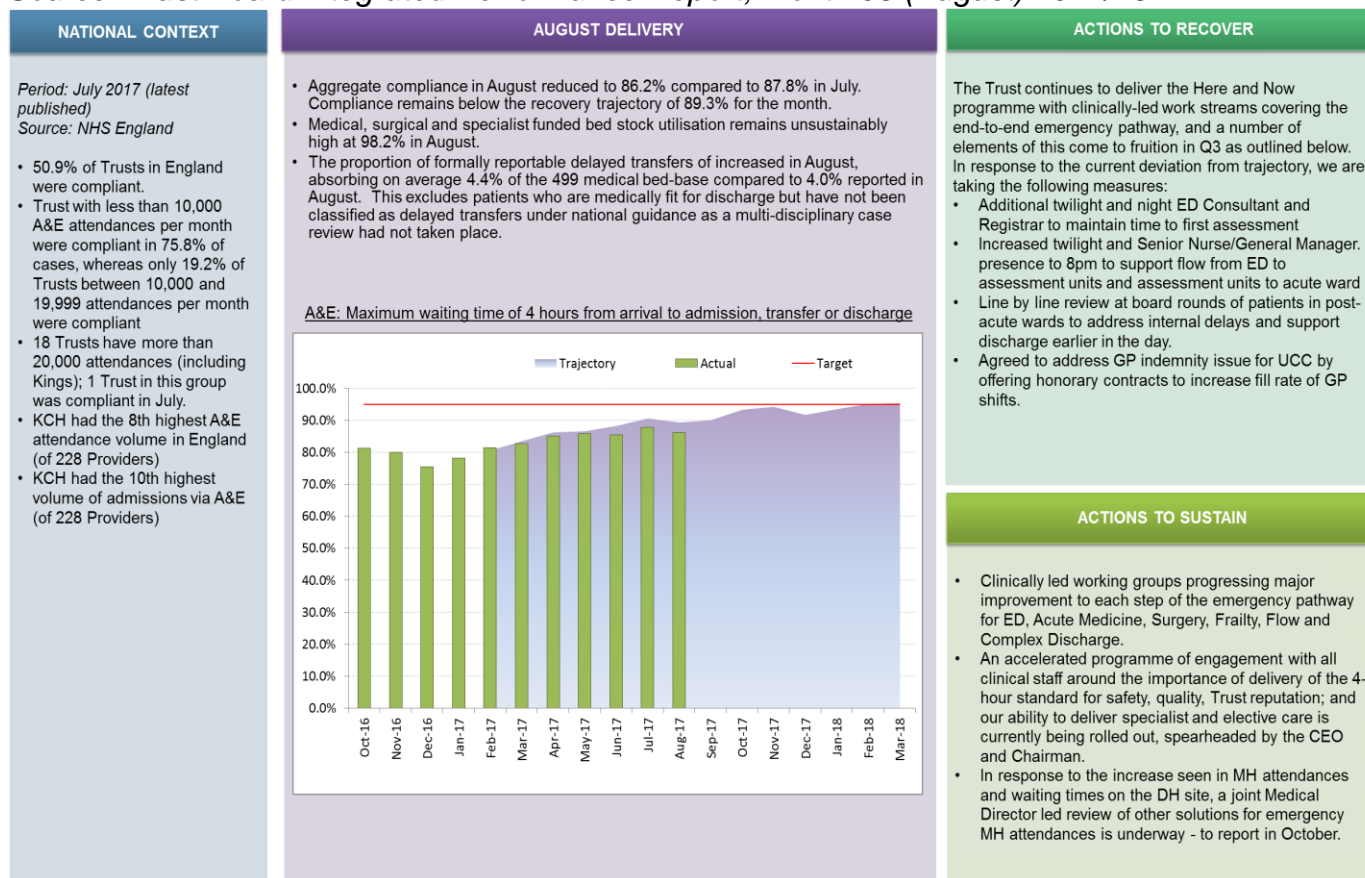 NATIONAL CONTEXT
Period: July 2017 (latest
published)
Source: NHS England
• 50.9% of Trusts in England
were compliant.
• Trust with less than 10,000
A&E attendances per month
were compliant in 75.8% of
cases, whereas only 19.2% of
Trusts between 10,000 and
19,999 attendances per month
were compliant
• 18 Trusts have more than
20,000 attendances (including
Kings); 1 Trust in this group
was compliant in July.
• KCH had the 8th highest A&E
attendance volume in England
(of 228 Providers)
• KCH had the 10th highest
volume of admissions via A&E
(of 228 Providers)
AUGUST DELIVERY
• Aggregate compliance in August reduced to 86.2% compared to 87.8% in July.
Compliance remains below the recovery trajectory of 89.3% for the month.
• Medical, surgical and specialist funded bed stock utilisation remains unsustainably
high at 98.2% in August.
• The proportion of formally reportable delayed transfers of increased in August,
absorbing on average 4.4% of the 499 medical bed-base compared to 4.0% reported in
August. This excludes patients who are medically fit for discharge but have not been
classified as delayed transfers under national guidance as a multi-disciplinary case
review had not taken place.
A&E: Maximum waiting time of 4 hours from arrival to admission, transfer or discharge
Trajectory Actual Target
100.0%
90.0%
80.0%
70.0%
60.0%
50.0%
40.0%
30.0%
20.0%
10.0%
0.0%
Oct-16
Nov-16
Dec-16
Jan-17
Feb-17
Mar-17
Apr-17
May-17
Jun-17
Jul-17
Aug-17
Sep-17
Oct-17
Nov-17
Dec-17
Jan-18
Feb-18
Mar-18
ACTIONS TO RECOVER
The Trust continues to deliver the Here and Now
programme with clinically-led work streams covering the
end-to-end emergency pathway, and a number of
elements of this come to fruition in Q3 as outlined below.
In response to the current deviation from trajectory, we are
taking the following measures:
• Additional twilight and night ED Consultant and
Registrar to maintain time to first assessment
• Increased twilight and Senior Nurse/General Manager.
presence to 8pm to support flow from ED to
assessment units and assessment units to acute ward
• Line by line review at board rounds of patients in post-
acute wards to address internal delays and support
discharge earlier in the day.
• Agreed to address GP indemnity issue for UCC by
offering honorary contracts to increase fill rate of GP
shifts.
ACTIONS TO SUSTAIN
• Clinically led working groups progressing major
improvement to each step of the emergency pathway
for ED, Acute Medicine, Surgery, Frailty, Flow and
Complex Discharge.
• An accelerated programme of engagement with all
clinical staff around the importance of delivery of the 4-
hour standard for safety, quality, Trust reputation; and
our ability to deliver specialist and elective care is
currently being rolled out, spearheaded by the CEO
and Chairman.
• In response to the increase seen in MH attendances
and waiting times on the DH site, a joint Medical
Director led review of other solutions for emergency
MH attendances is underway - to report in October.